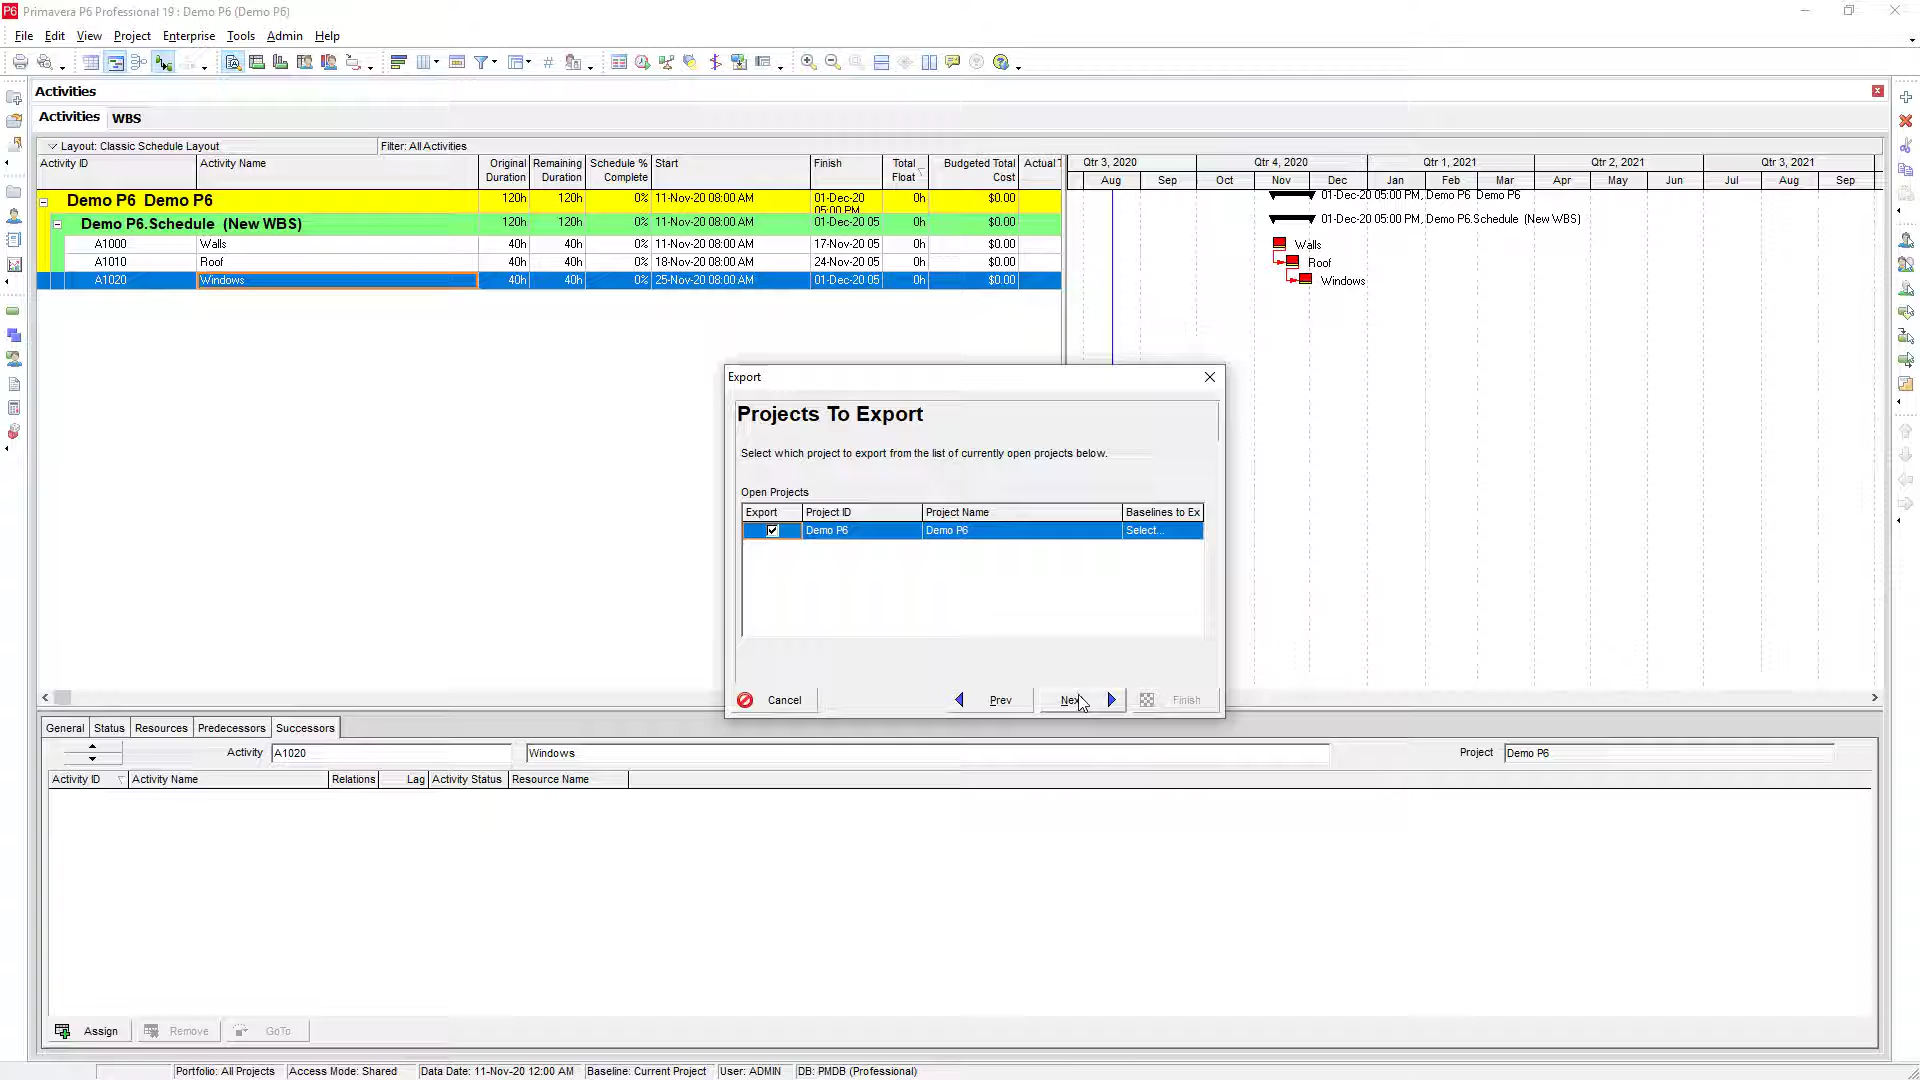 P6 Primavera P6 Professional 19 : Demo P6 (Demo P6)
File Edit View Project Enterprise Tools Admin Help
Activities
Activities WBS
Layout: Classic Schedule Layout Filter: All Activities
Activity ID Activity Name Original Duration Remaining Duration Schedule % Complete Start Finish Total Float Budgeted Total Cost Actual T
Qtr 3, 2020 Qtr 4, 2020 Qtr 1, 2021 Qtr 2, 2021 Qtr 3, 2021
Aug Sep Oct Nov Dec Jan Feb Mar Apr May Jun Jul Aug Sep
Demo P6 Demo P6 120h 120h 0% 11-Nov-20 08:00 AM 01-Dec-20 05:00 PM 0h $0.00
01-Dec-20 05:00 PM, Demo P6 Demo P6
Demo P6.Schedule (New WBS) 120h 120h 0% 11-Nov-20 08:00 AM 01-Dec-20 05 0h $0.00
01-Dec-20 05:00 PM, Demo P6.Schedule (New WBS)
A1000 Walls 40h 40h 0% 11-Nov-20 08:00 AM 17-Nov-20 05 0h $0.00
Walls
A1010 Roof 40h 40h 0% 18-Nov-20 08:00 AM 24-Nov-20 05 0h $0.00
Roof
A1020 Windows 40h 40h 0% 25-Nov-20 08:00 AM 01-Dec-20 05 0h $0.00
Windows
Export
Projects To Export
Select which project to export from the list of currently open projects below.
Open Projects
Export Project ID Project Name Baselines to Ex
Demo P6 Demo P6 Select...
Cancel Prev Nex Finish
General Status Resources Predecessors Successors
Activity A1020 Windows Project Demo P6
Activity ID Activity Name Relations Lag Activity Status Resource Name
Assign Remove GoTo
Portfolio: All Projects Access Mode: Shared Data Date: 11-Nov-20 12:00 AM Baseline: Current Project User: ADMIN DB: PMDB (Professional)